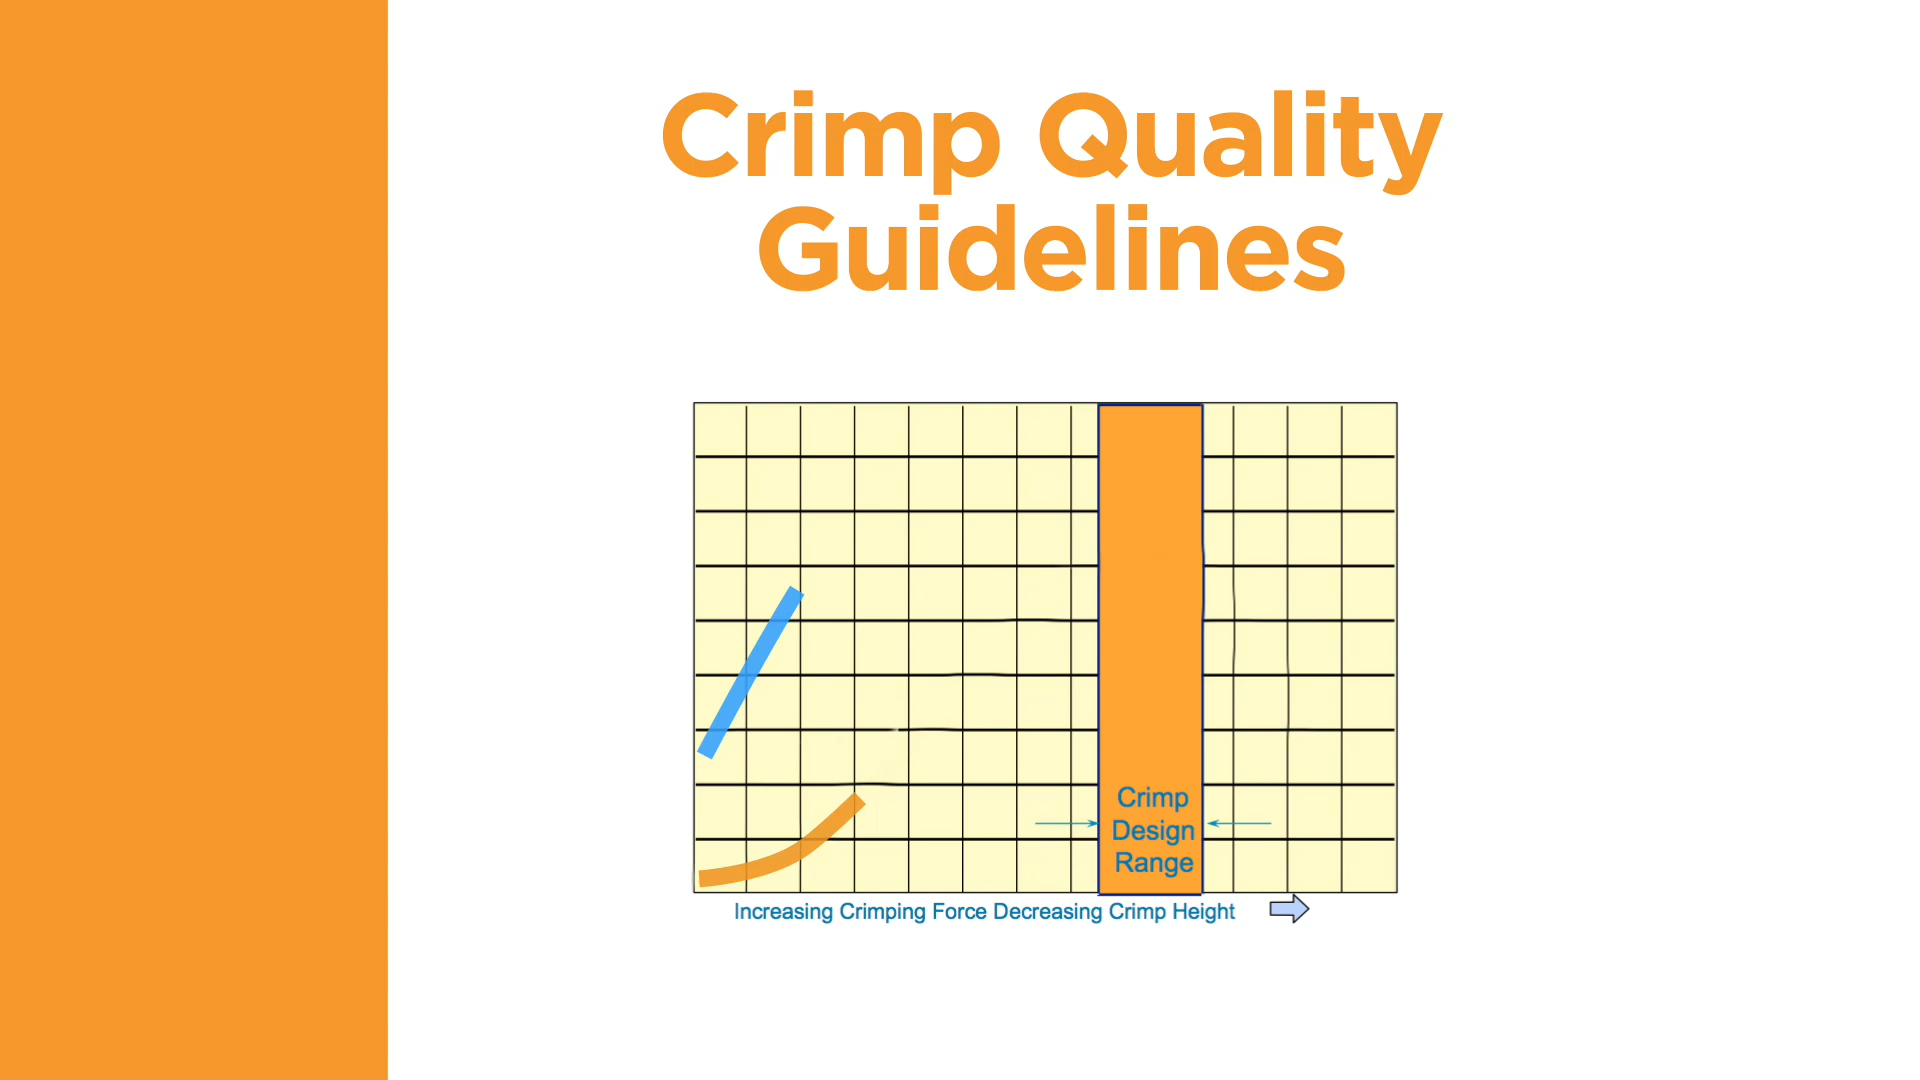 Crimp Quality
Guidelines
Crimp
Design
Range
Increasing Crimping Force Decreasing Crimp Height